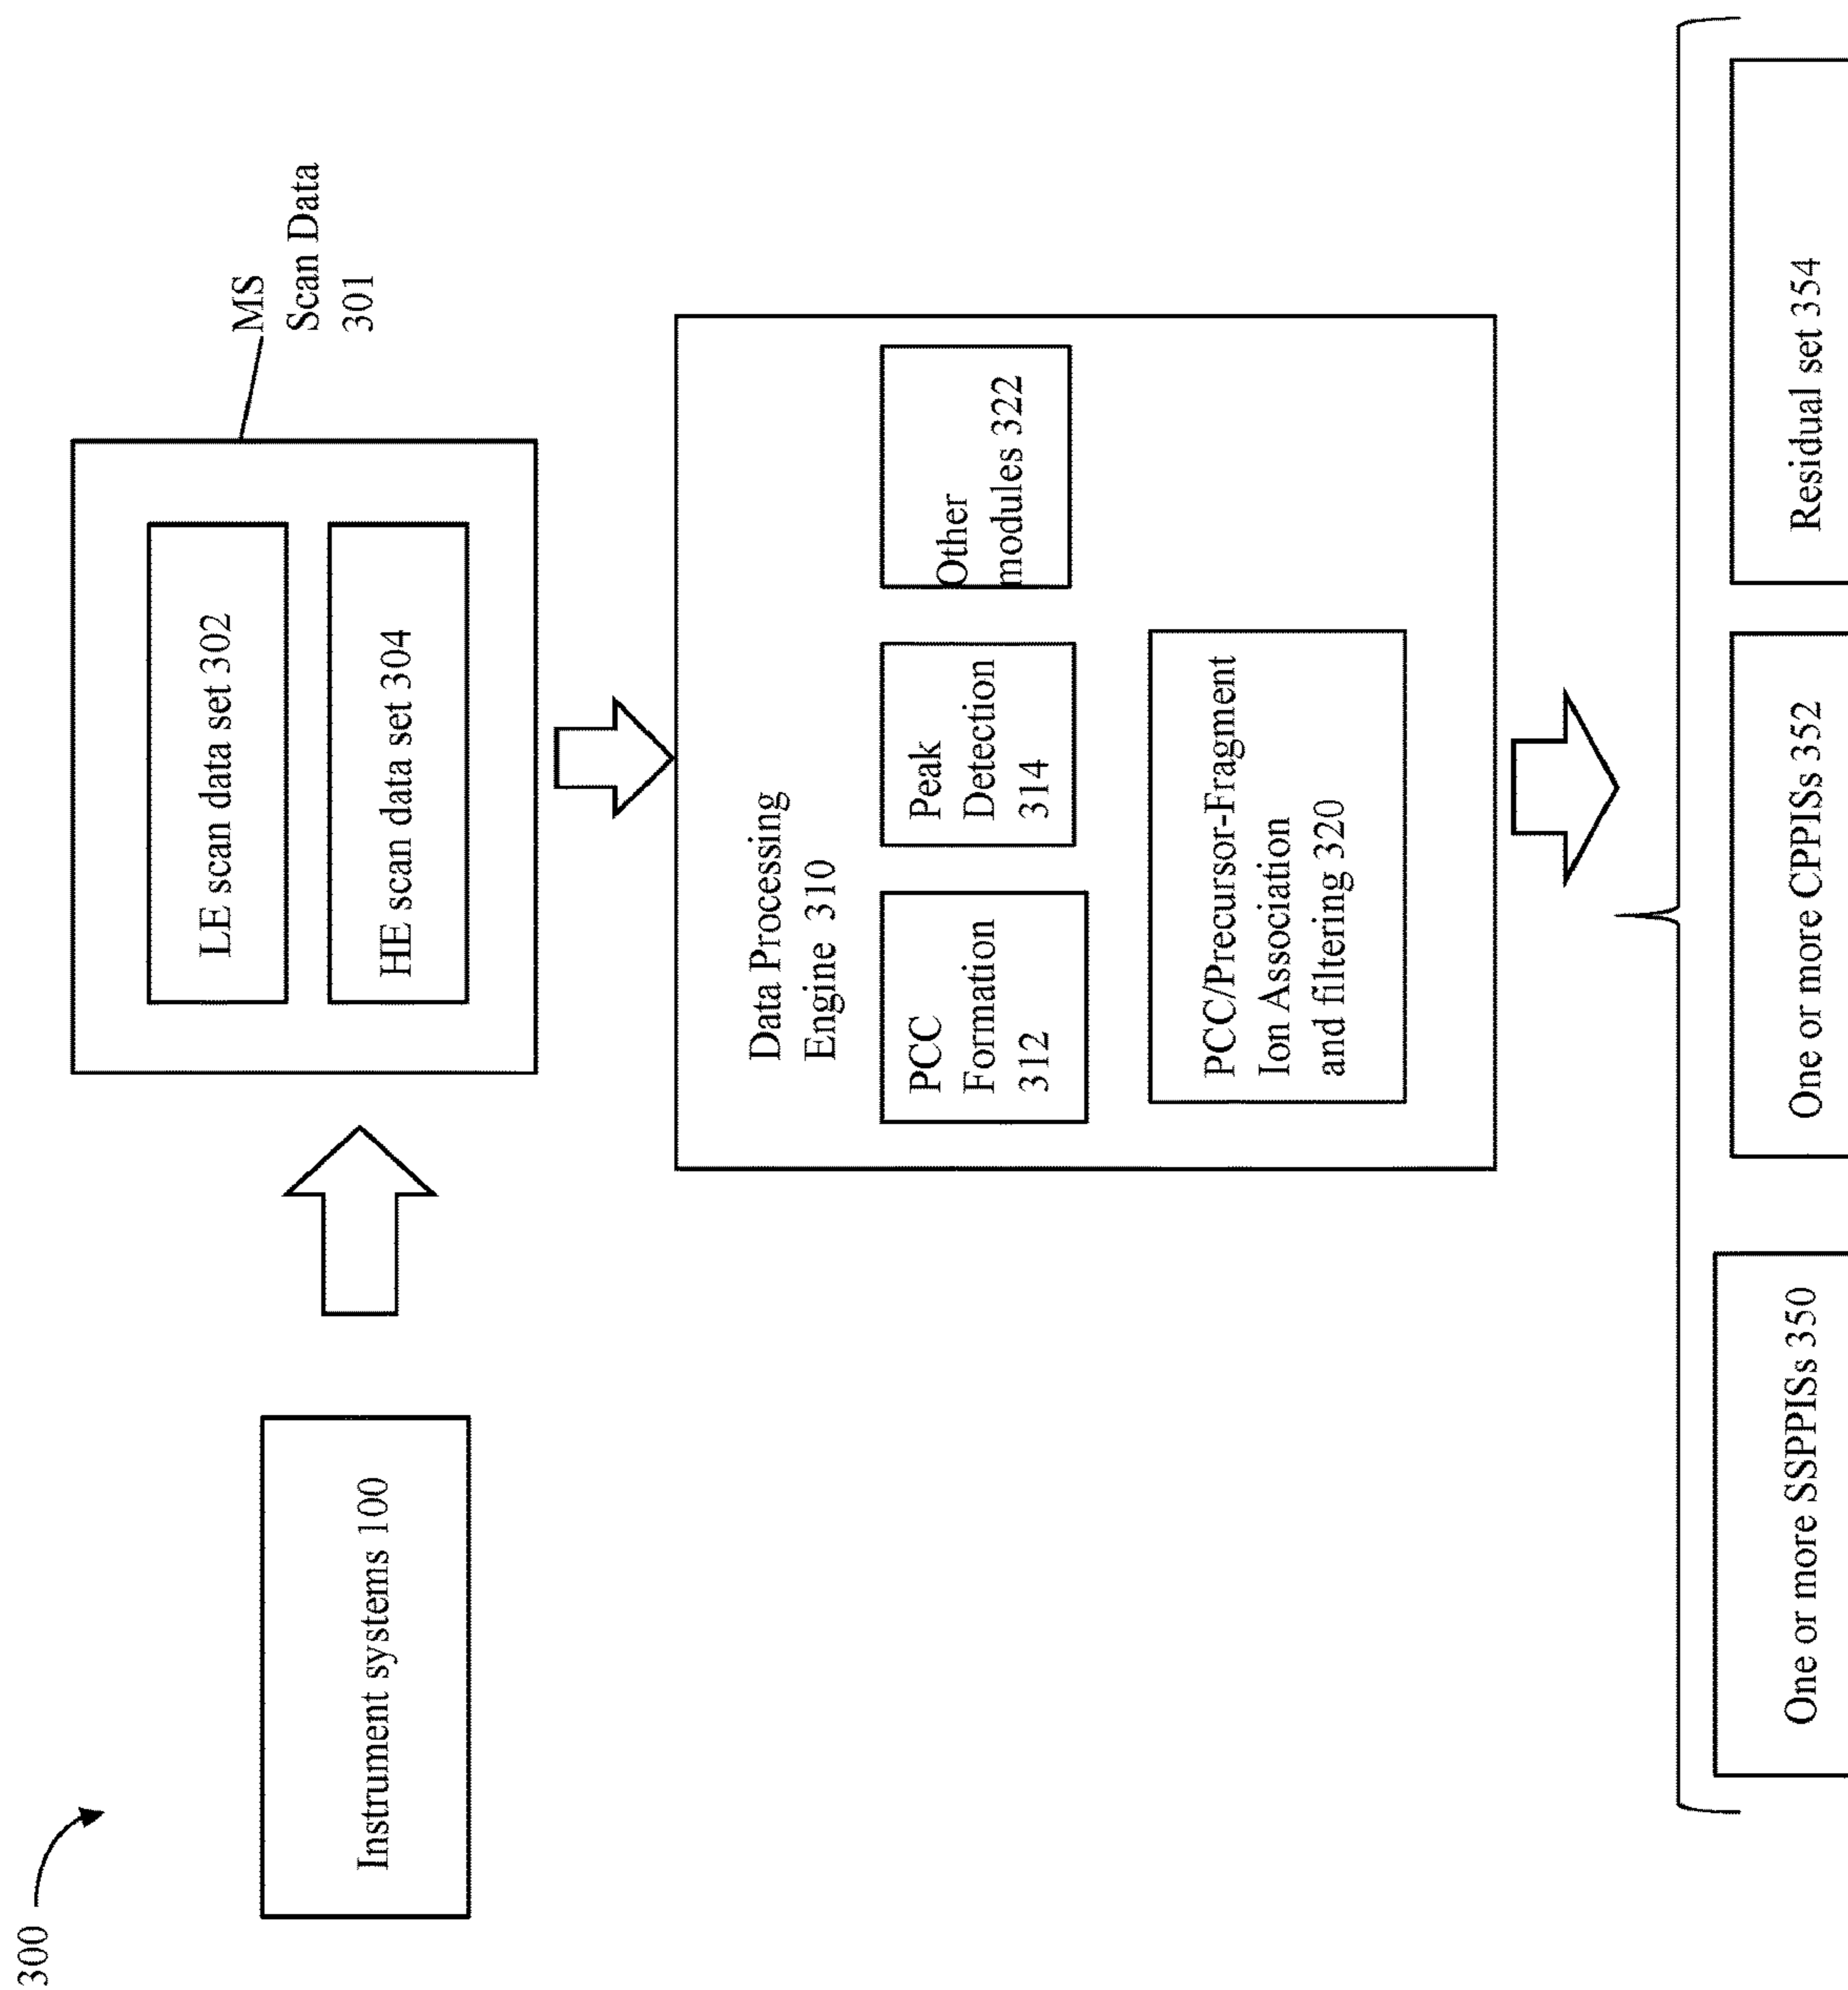 300
Instrument systems 100
LE scan data set 302
HE scan data set 304
MS
Scan Data
301
Data Processing
Engine 310
PCC
Formation
312
Peak
Detection
314
Other
modules 322
PCC/Precursor-Fragment
Ion Association
and filtering 320
One or more SSPPISs 350
One or more CPPISs 352
Residual set 354